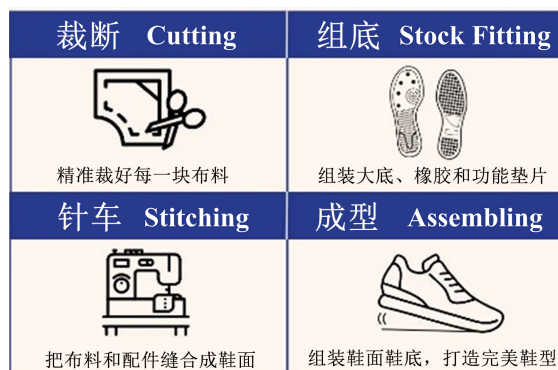 裁断 Cutting
精准裁好每一块布料
组底 Stock Fitting
组装大底、橡胶和功能垫片
针车 Stitching
把布料和配件缝合成鞋面
成型 Assembling
组装鞋面鞋底，打造完美鞋型